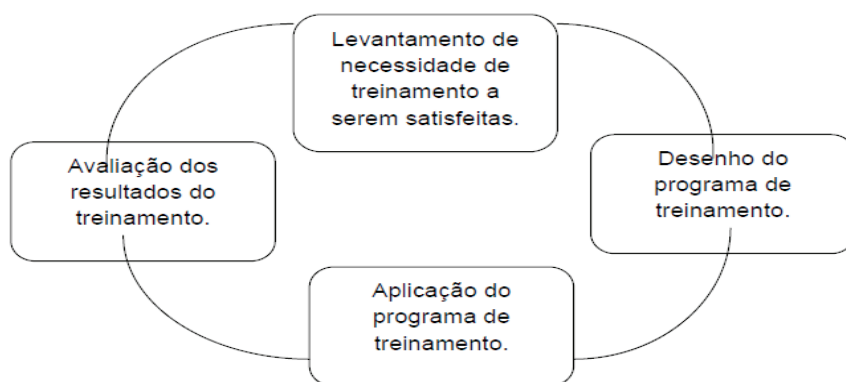 Levantamento de
necessidade de
treinamento a
serem satisfeitas.
Avaliação dos
resultados do
treinamento.
Desenho do
programa de
treinamento.
Aplicação do
programa de
treinamento.